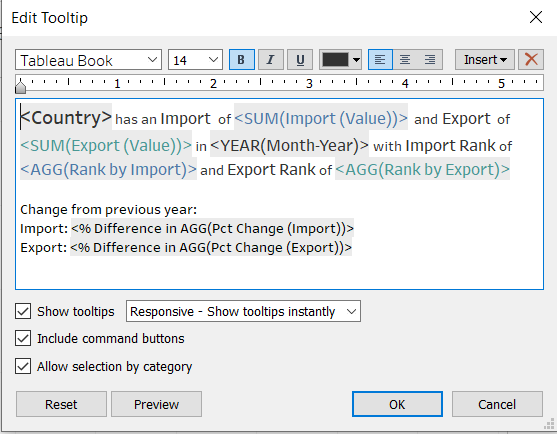 Edit Tooltip
Tableau Book 14 B I U Insert
1 2 3 4 5
<Country> has an Import of <SUM(Import (Value))> and Export of
<SUM(Export (Value))> in <YEAR(Month-Year)> with Import Rank of
<AGG(Rank by Import)> and Export Rank of <AGG(Rank by Export)>
Change from previous year:
Import: <% Difference in AGG(Pct Change (Import))>
Export: <% Difference in AGG(Pct Change (Export))>
Show tooltips Responsive - Show tooltips instantly
Include command buttons
Allow selection by category
Reset Preview OK Cancel